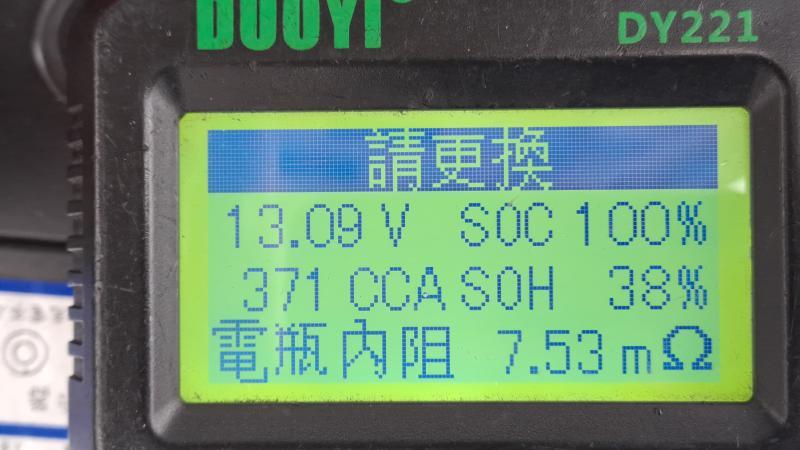 DUOYI®
DY221
請更換
13.09 V SOC 100%
371 CCA SOH 38%
電瓶內阻 7.53 mΩ